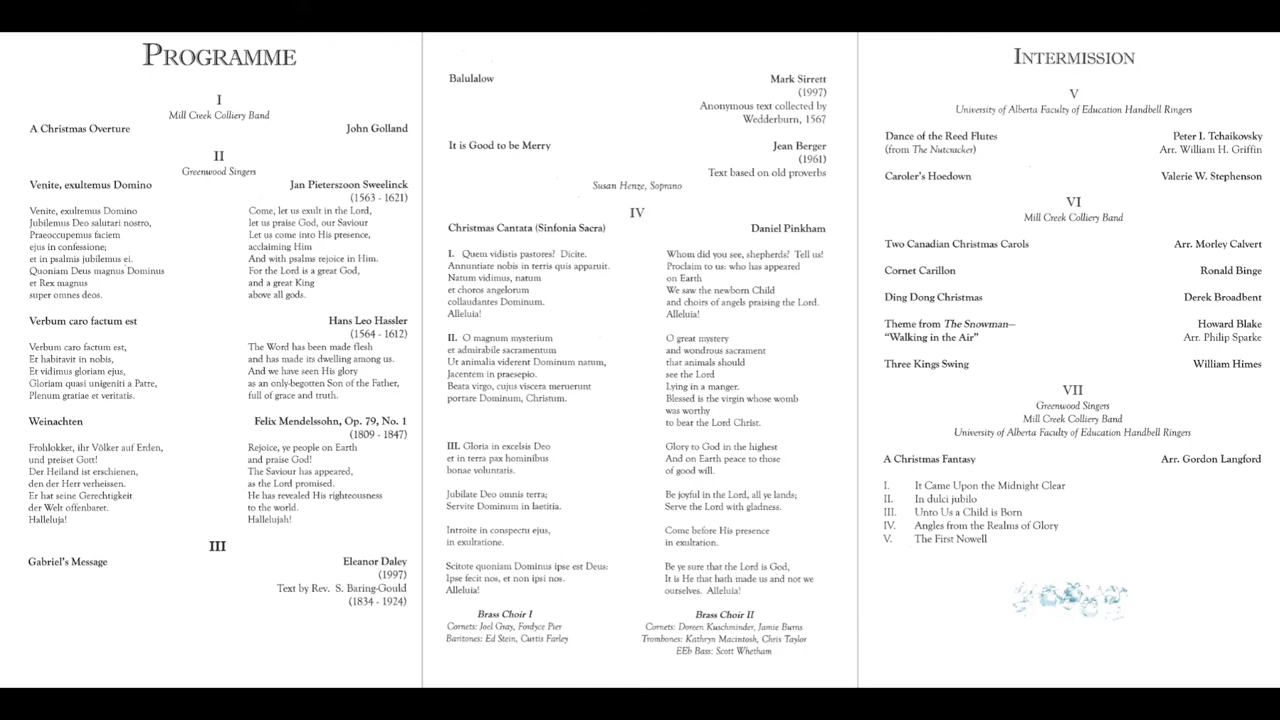 PROGRAMME
I
Mill Creek Colliery Band
A Christmas Overture John Golland
II
Greenwood Singers
Venite, exultemus Domino Jan Pieterszoon Sweelinck
(1563 - 1621)
Venite, exultemus Domino Come, let us exult in the Lord,
Jubilemus Deo salutari nostro, let us praise God, our Saviour
Praeoccupemus faciem Let us come into His presence,
ejus in confessione; acclaiming Him
et in psalmis jubilemus ei. And with psalms rejoice in Him.
Quoniam Deus magnus Dominus For the Lord is a great God,
et Rex magnus and a great King
super omnes deos. above all gods.
Verbum caro factum est Hans Leo Hassler
(1564 - 1612)
Verbum caro factum est, The Word has been made flesh
Et habitavit in nobis, and has made its dwelling among us.
Et vidimus gloriam ejus, And we have seen His glory
Gloriam quasi unigeniti a Patre, as an only-begotten Son of the Father,
Plenum gratiae et veritatis. full of grace and truth.
Weinachten Felix Mendelssohn, Op. 79, No. 1
(1809 - 1847)
Frohlokker, ihr Völker auf Erden, Rejoice, ye people on Earth
und preiset Gott! and praise God!
Der Heiland ist erschienen, The Saviour has appeared,
den der Herr verheissen. as the Lord promised.
Er hat seine Gerechtigkeit He has revealed His righteousness
der Welt offenbaret. to the world.
Halleluja! Hallelujah!
III
Gabriel's Message Eleanor Daley
(1997)
Text by Rev. S. Baring-Gould
(1834 - 1924)
Balulalow Mark Sirrett
(1997)
Anonymous text collected by
Wedderburn, 1567
It is Good to be Merry Jean Berger
(1961)
Text based on old proverbs
Susan Henze, Soprano
IV
Christmas Cantata (Sinfonia Sacra) Daniel Pinkham
I. Quem vidistis pastores? Dicite. Whom did you see, shepherds? Tell us!
Annuntiate nobis in terris quis apparuit. Proclaim to us: who has appeared
Natum vidimus, natum on Earth
et choros angelorum We saw the newborn Child
collaudantes Dominum. and choirs of angels praising the Lord.
Alleluia! Alleluia!
II. O magnum mysterium O great mystery
et admirabile sacramentum and wondrous sacrament
Ut animalia viderent Dominum natum, that animals should
Jacentem in praesepio. see the Lord
Beata virgo, cujus viscera meruerunt Lying in a manger.
portare Dominum, Christum. Blessed is the virgin whose womb
was worthy
to bear the Lord Christ.
III. Gloria in excelsis Deo Glory to God in the highest
et in terra pax hominibus And on Earth peace to those
bonae voluntatis. of good will.
Jubilate Deo omnis terra; Be joyful in the Lord, all ye lands;
Servite Dominum in laetitia. Serve the Lord with gladness.
Introite in conspectu ejus, Come before His presence
in exultatione. in exultation.
Scitote quoniam Dominus ipse est Deus: Be ye sure that the Lord is God,
Ipse fecit nos, et non ipsi nos. It is He that hath made us and not we
Alleluia! ourselves. Alleluia!
Brass Choir I Brass Choir II
Cornets: Joel Gray, Fordyce Pier Cornets: Doreen Kuschminder, Jamie Burns
Baritones: Ed Stein, Curtis Farley Trombones: Kathryn Macintosh, Chris Taylor
EEb Bass: Scott Whetham
INTERMISSION
V
University of Alberta Faculty of Education Handbell Ringers
Dance of the Reed Flutes Peter I. Tchaikovsky
(from The Nutcracker) Arr. William H. Griffin
Caroler's Hoedown Valerie W. Stephenson
VI
Mill Creek Colliery Band
Two Canadian Christmas Carols Arr. Morley Calvert
Cornet Carillon Ronald Binge
Ding Dong Christmas Derek Broadbent
Theme from The Snowman— Howard Blake
“Walking in the Air” Arr. Philip Sparke
Three Kings Swing William Himes
VII
Greenwood Singers
Mill Creek Colliery Band
University of Alberta Faculty of Education Handbell Ringers
A Christmas Fantasy Arr. Gordon Langford
I. It Came Upon the Midnight Clear
II. In dulci jubilo
III. Unto Us a Child is Born
IV. Angles from the Realms of Glory
V. The First Nowell